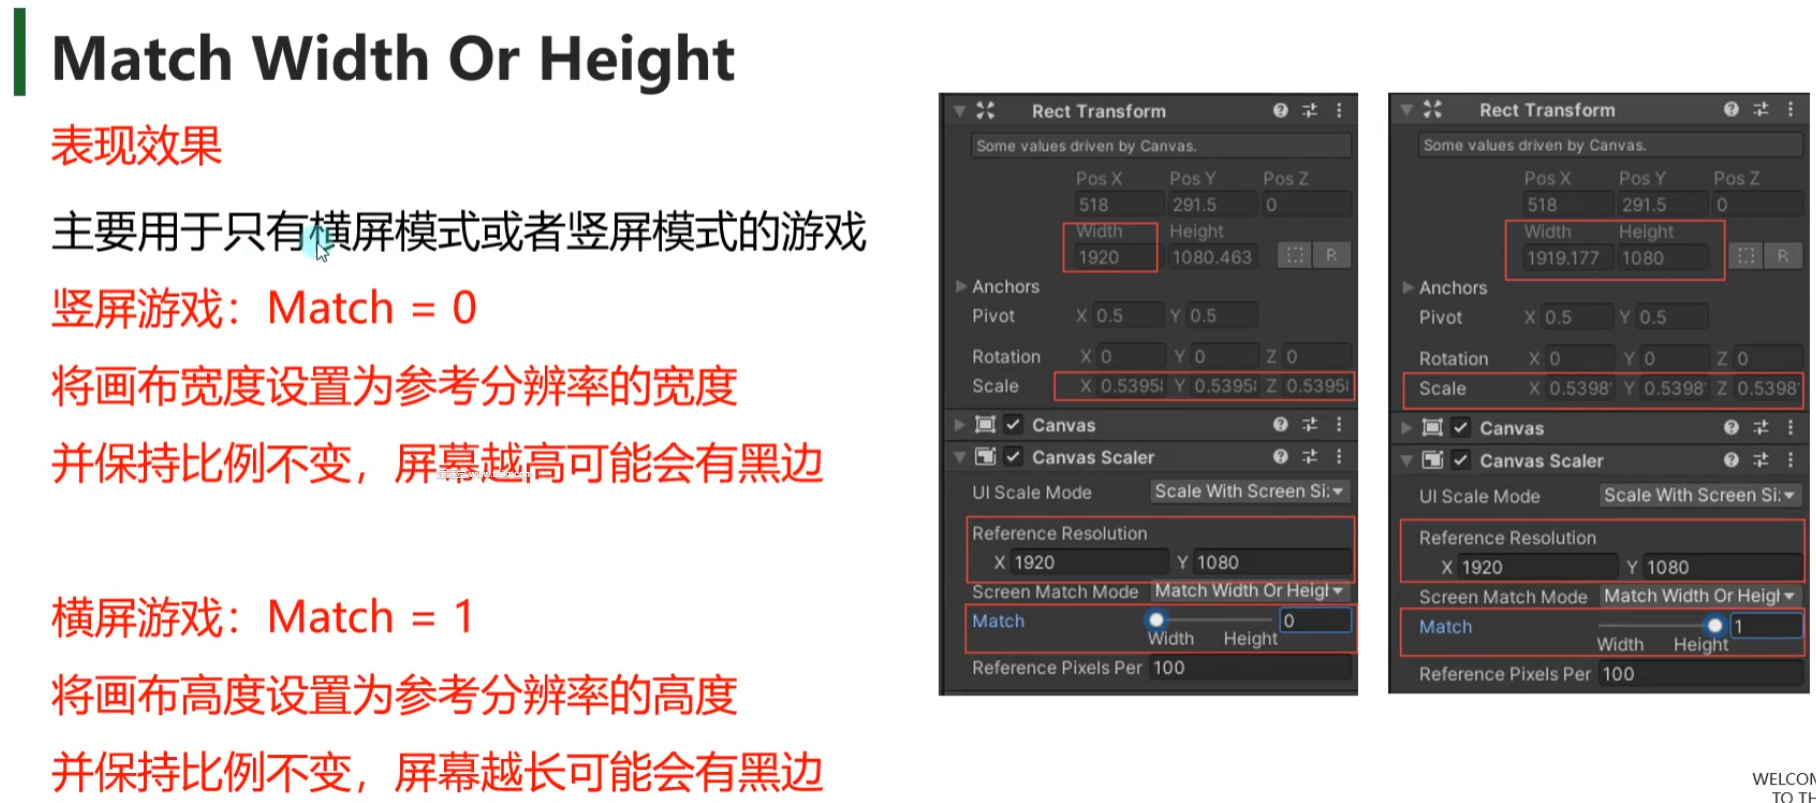 Match Width Or Height
表现效果
主要用于只有横屏模式或者竖屏模式的游戏
竖屏游戏：Match = 0
将画布宽度设置为参考分辨率的宽度
并保持比例不变，屏幕越高可能会有黑边
横屏游戏：Match = 1
将画布高度设置为参考分辨率的高度
并保持比例不变，屏幕越长可能会有黑边
Rect Transform
Some values driven by Canvas.
Pos X Pos Y Pos Z
518 291.5 0
Width Height
1920 1080.463 R
Anchors
Pivot X 0.5 Y 0.5
Rotation X 0 Y 0 Z 0
Scale X 0.5395 Y 0.5395 Z 0.5395
Canvas
Canvas Scaler
UI Scale Mode Scale With Screen Si
Reference Resolution
X 1920 Y 1080
Screen Match Mode Match Width Or Heigl
Match 0
Width Height
Reference Pixels Per 100
Rect Transform
Some values driven by Canvas.
Pos X Pos Y Pos Z
518 291.5 0
Width Height
1919.177 1080 R
Anchors
Pivot X 0.5 Y 0.5
Rotation X 0 Y 0 Z 0
Scale X 0.5398 Y 0.5398 Z 0.5398
Canvas
Canvas Scaler
UI Scale Mode Scale With Screen Si
Reference Resolution
X 1920 Y 1080
Screen Match Mode Match Width Or Heigl
Match 1
Width Height
Reference Pixels Per 100
WELCOM
TO TH